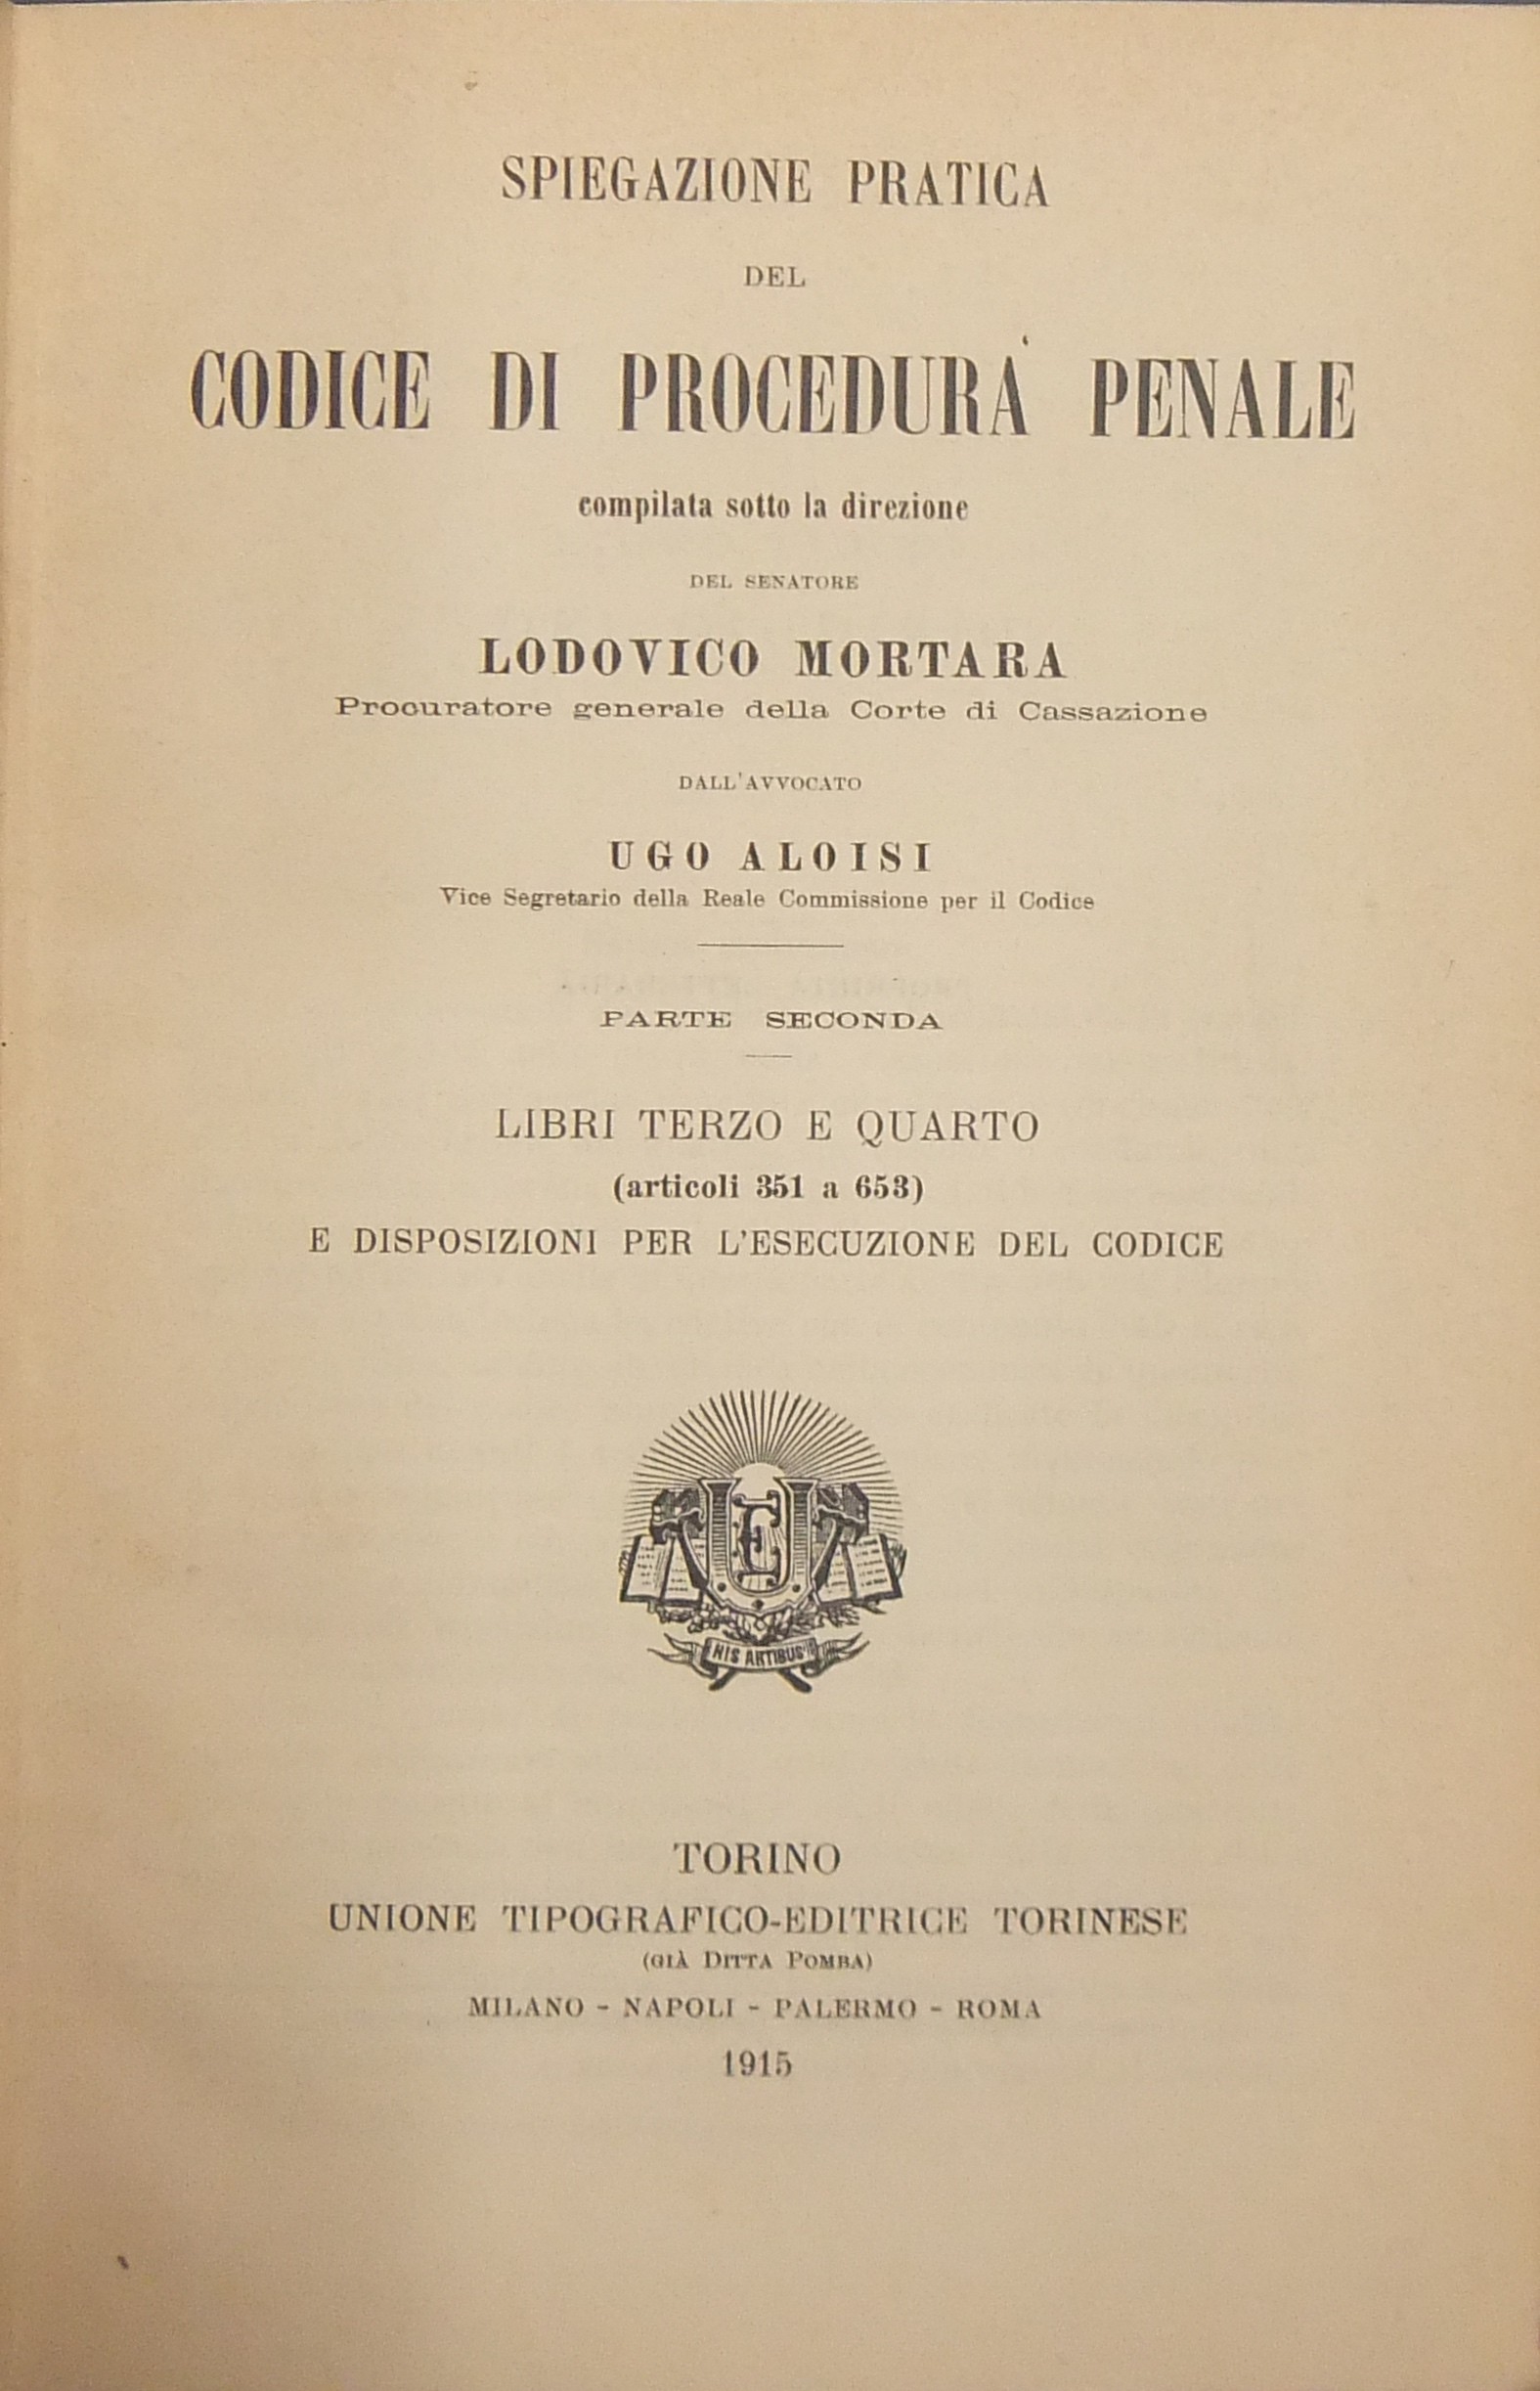 SPIEGAZIONE PRATICA
DEL
CODICE DI PROCEDURA PENALE
compilata sotto la direzione
DEL SENATORE
LODOVICO MORTARA
Procuratore generale della Corte di Cassazione
DALL'AVVOCATO
UGO ALOISI
Vice Segretario della Reale Commissione per il Codice
PARTE SECONDA
LIBRI TERZO E QUARTO
(articoli 351 a 653)
E DISPOSIZIONI PER L'ESECUZIONE DEL CODICE
UTE
HIS ARTIBUS
TORINO
UNIONE TIPOGRAFICO-EDITRICE TORINESE
(GIÀ DITTA POMBA)
MILANO - NAPOLI - PALERMO - ROMA
1915